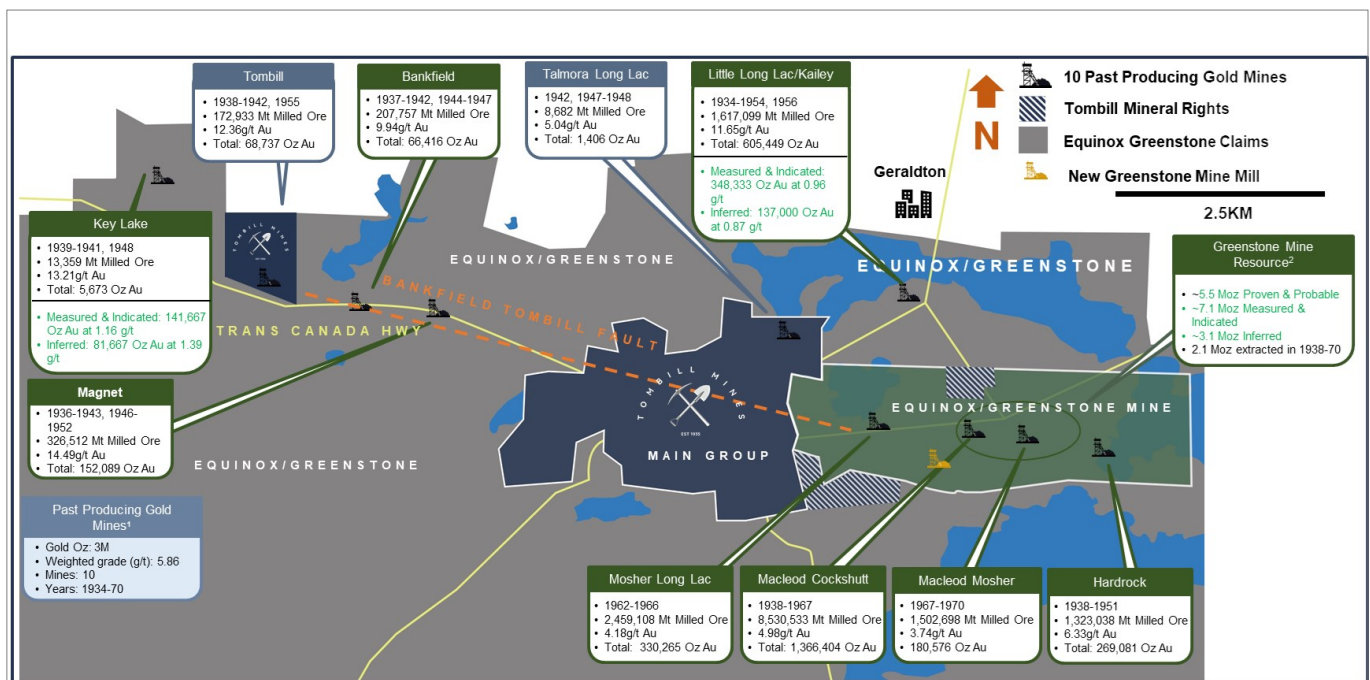 Tombill
• 1938-1942, 1955
• 172,933 Mt Milled Ore
• 12.36g/t Au
• Total: 68,737 Oz Au
Bankfield
• 1937-1942, 1944-1947
• 207,757 Mt Milled Ore
• 9.94g/t Au
• Total: 66,416 Oz Au
Talmora Long Lac
• 1942, 1947-1948
• 8,682 Mt Milled Ore
• 5.04g/t Au
• Total: 1,406 Oz Au
Little Long Lac/Kailey
• 1934-1954, 1956
• 1,617,099 Mt Milled Ore
• 11.65g/t Au
• Total: 605,449 Oz Au
• Measured & Indicated:
348,333 Oz Au at 0.96
g/t
• Inferred: 137,000 Oz Au
at 0.87 g/t
10 Past Producing Gold Mines
Tombill Mineral Rights
Equinox Greenstone Claims
New Greenstone Mine Mill
N
2.5KM
Geraldton
Key Lake
• 1939-1941, 1948
• 13,359 Mt Milled Ore
• 13.21g/t Au
• Total: 5,673 Oz Au
• Measured & Indicated: 141,667
Oz Au at 1.16 g/t
• Inferred: 81,667 Oz Au at 1.39
g/t
TOMBILL MINES
EQUINOX/GREENSTONE
EQUINOX/GREENSTONE
Greenstone Mine
Resource²
• ~5.5 Moz Proven & Probable
• ~7.1 Moz Measured &
Indicated
• ~3.1 Moz Inferred
• 2.1 Moz extracted in 1938-70
BANKFIELD TOMBILL FAULT
TRANS CANADA HWY
Magnet
• 1936-1943, 1946-
1952
• 326,512 Mt Milled Ore
• 14.49g/t Au
• Total: 152,089 Oz Au
TOMBILL MINES
MAIN GROUP
EQUINOX/GREENSTONE MINE
EQUINOX/GREENSTONE
Past Producing Gold
Mines¹
• Gold Oz: 3M
• Weighted grade (g/t): 5.86
• Mines: 10
• Years: 1934-70
Mosher Long Lac
• 1962-1966
• 2,459,108 Mt Milled Ore
• 4.18g/t Au
• Total: 330,265 Oz Au
Macleod Cockshutt
• 1938-1967
• 8,530,533 Mt Milled Ore
• 4.98g/t Au
• Total: 1,366,404 Oz Au
Macleod Mosher
• 1967-1970
• 1,502,698 Mt Milled Ore
• 3.74g/t Au
• 180,576 Oz Au
Hardrock
• 1938-1951
• 1,323,038 Mt Milled Ore
• 6.33g/t Au
• Total: 269,081 Oz Au